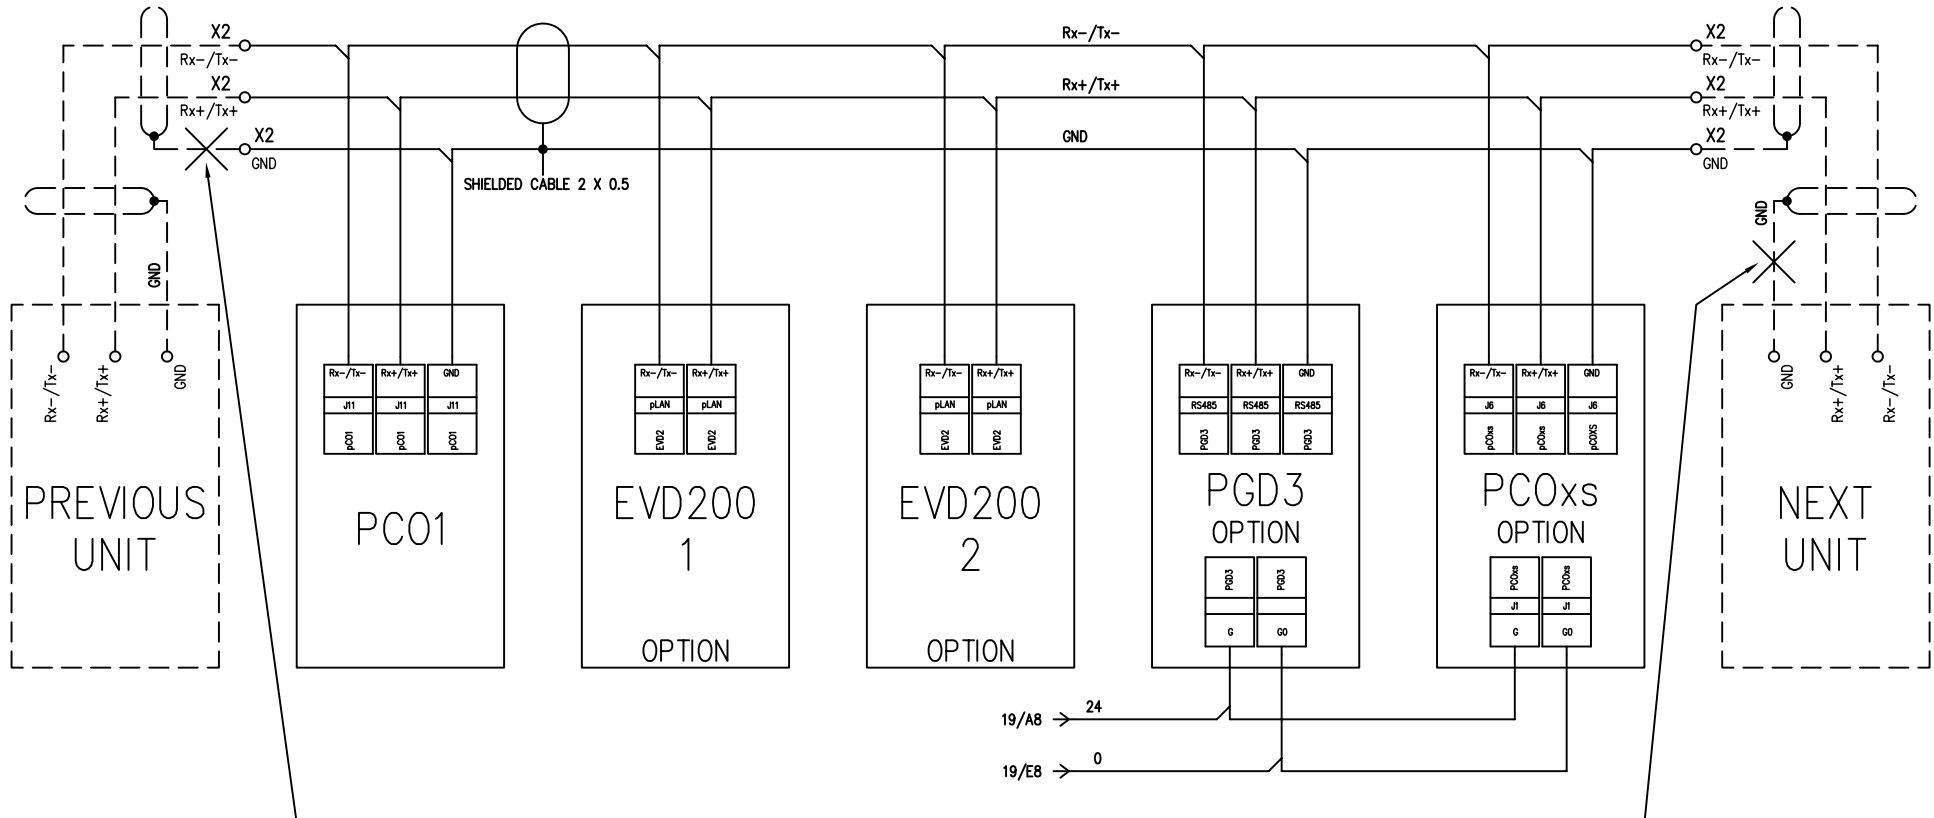 X2
Rx-/Tx-
X2
Rx+/Tx+
X2
GND
Rx-/Tx-
Rx+/Tx+
GND
SHIELDED CABLE 2 X 0.5
X2
Rx-/Tx-
X2
Rx+/Tx+
X2
GND
GND
GND
Rx-/Tx-
Rx+/Tx+
GND
PREVIOUS
UNIT
Rx-/Tx- Rx+/Tx+ GND
J11 J11 J11
pCO1 pCO1 pCO1
PCO1
Rx-/Tx- Rx+/Tx+
pLAN pLAN
EVD2 EVD2
EVD200
1
OPTION
Rx-/Tx- Rx+/Tx+
pLAN pLAN
EVD2 EVD2
EVD200
2
OPTION
Rx-/Tx- Rx+/Tx+ GND
RS485 RS485 RS485
PGD3 PGD3 PGD3
PGD3
OPTION
PGD3 PGD3
G G0
Rx-/Tx- Rx+/Tx+ GND
J6 J6 J6
pCOxs pCOxs pCOXS
PCOxs
OPTION
PCOxs PCOxs
J1 J1
G G0
GND
Rx+/Tx+
Rx-/Tx-
NEXT
UNIT
19/A8 24
19/E8 0